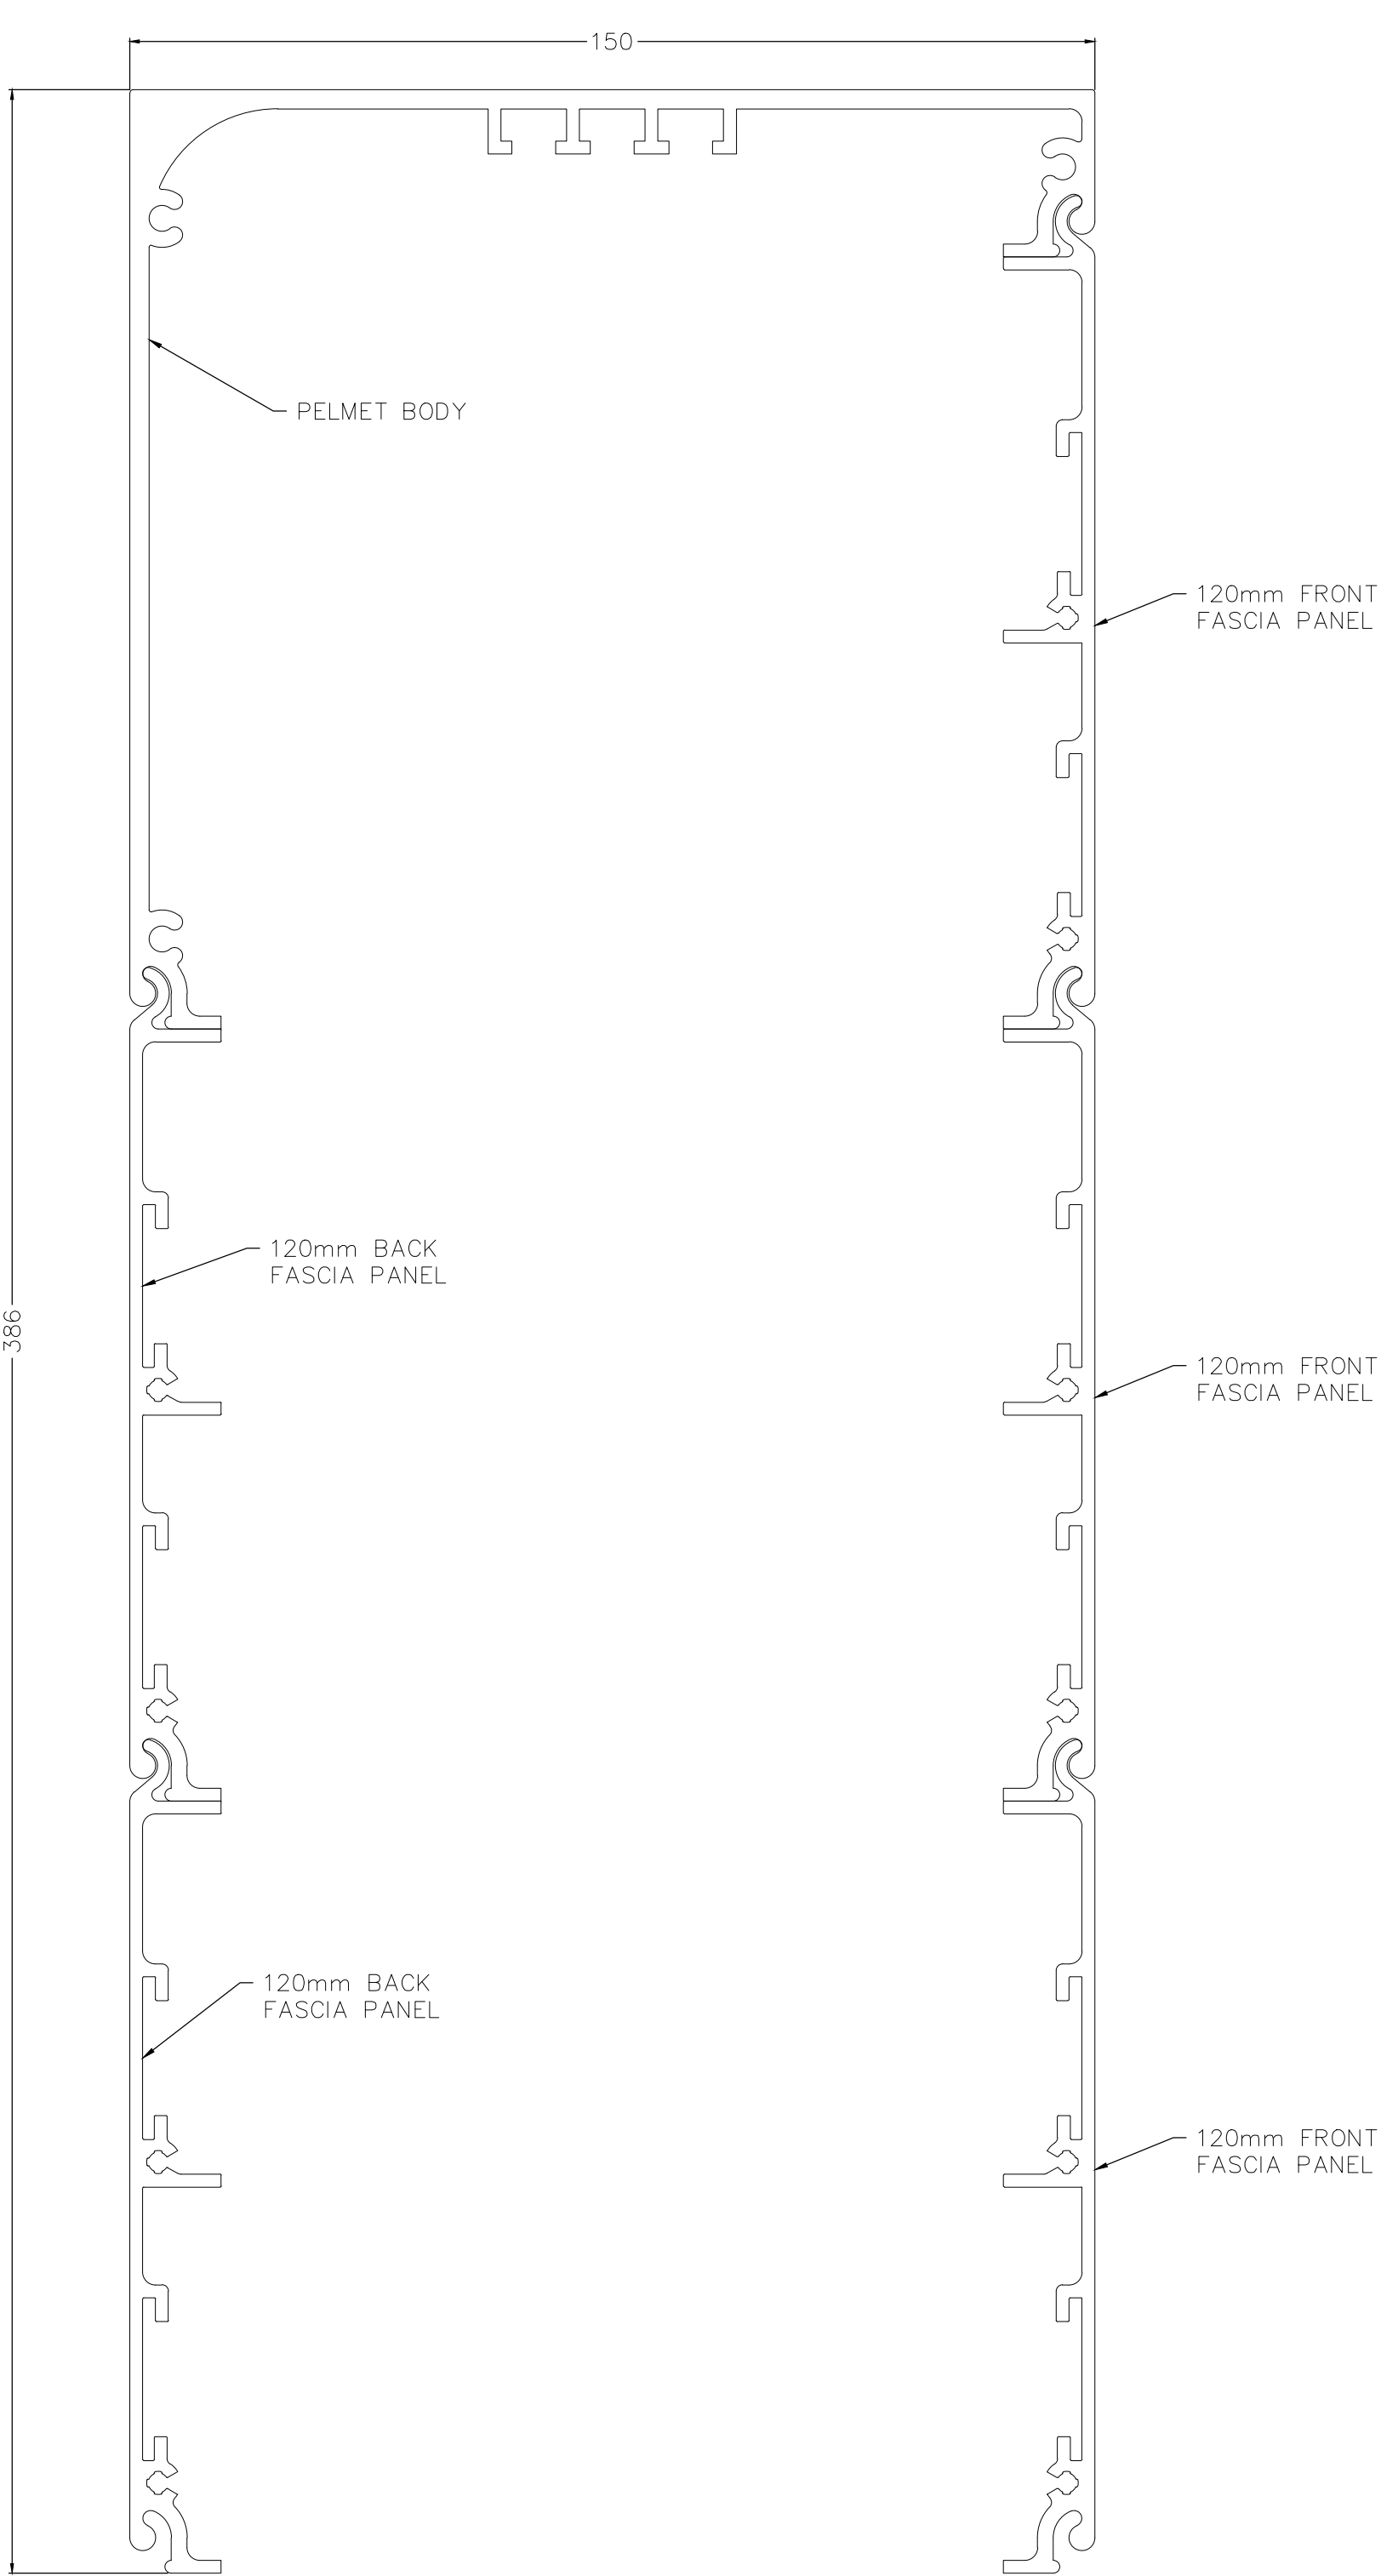 150
PELMET BODY
120mm FRONT
FASCIA PANEL
120mm BACK
FASCIA PANEL
386
120mm FRONT
FASCIA PANEL
120mm BACK
FASCIA PANEL
120mm FRONT
FASCIA PANEL